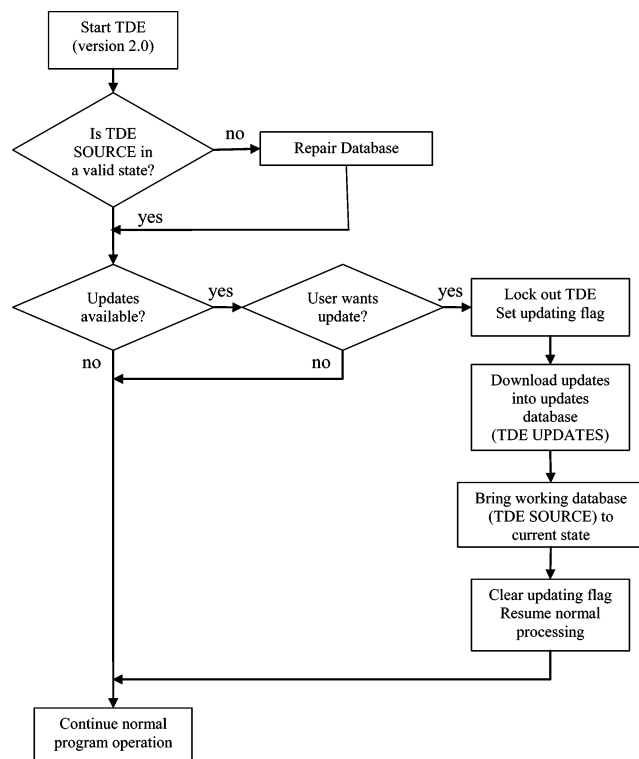 Start TDE
(version 2.0)
Is TDE
SOURCE in
a valid state?
no
Repair Database
yes
Updates
available?
yes
User wants
update?
yes
Lock out TDE
Set updating flag
no
no
Download updates
into updates
database
(TDE UPDATES)
Bring working database
(TDE SOURCE) to
current state
Clear updating flag
Resume normal
processing
Continue normal
program operation